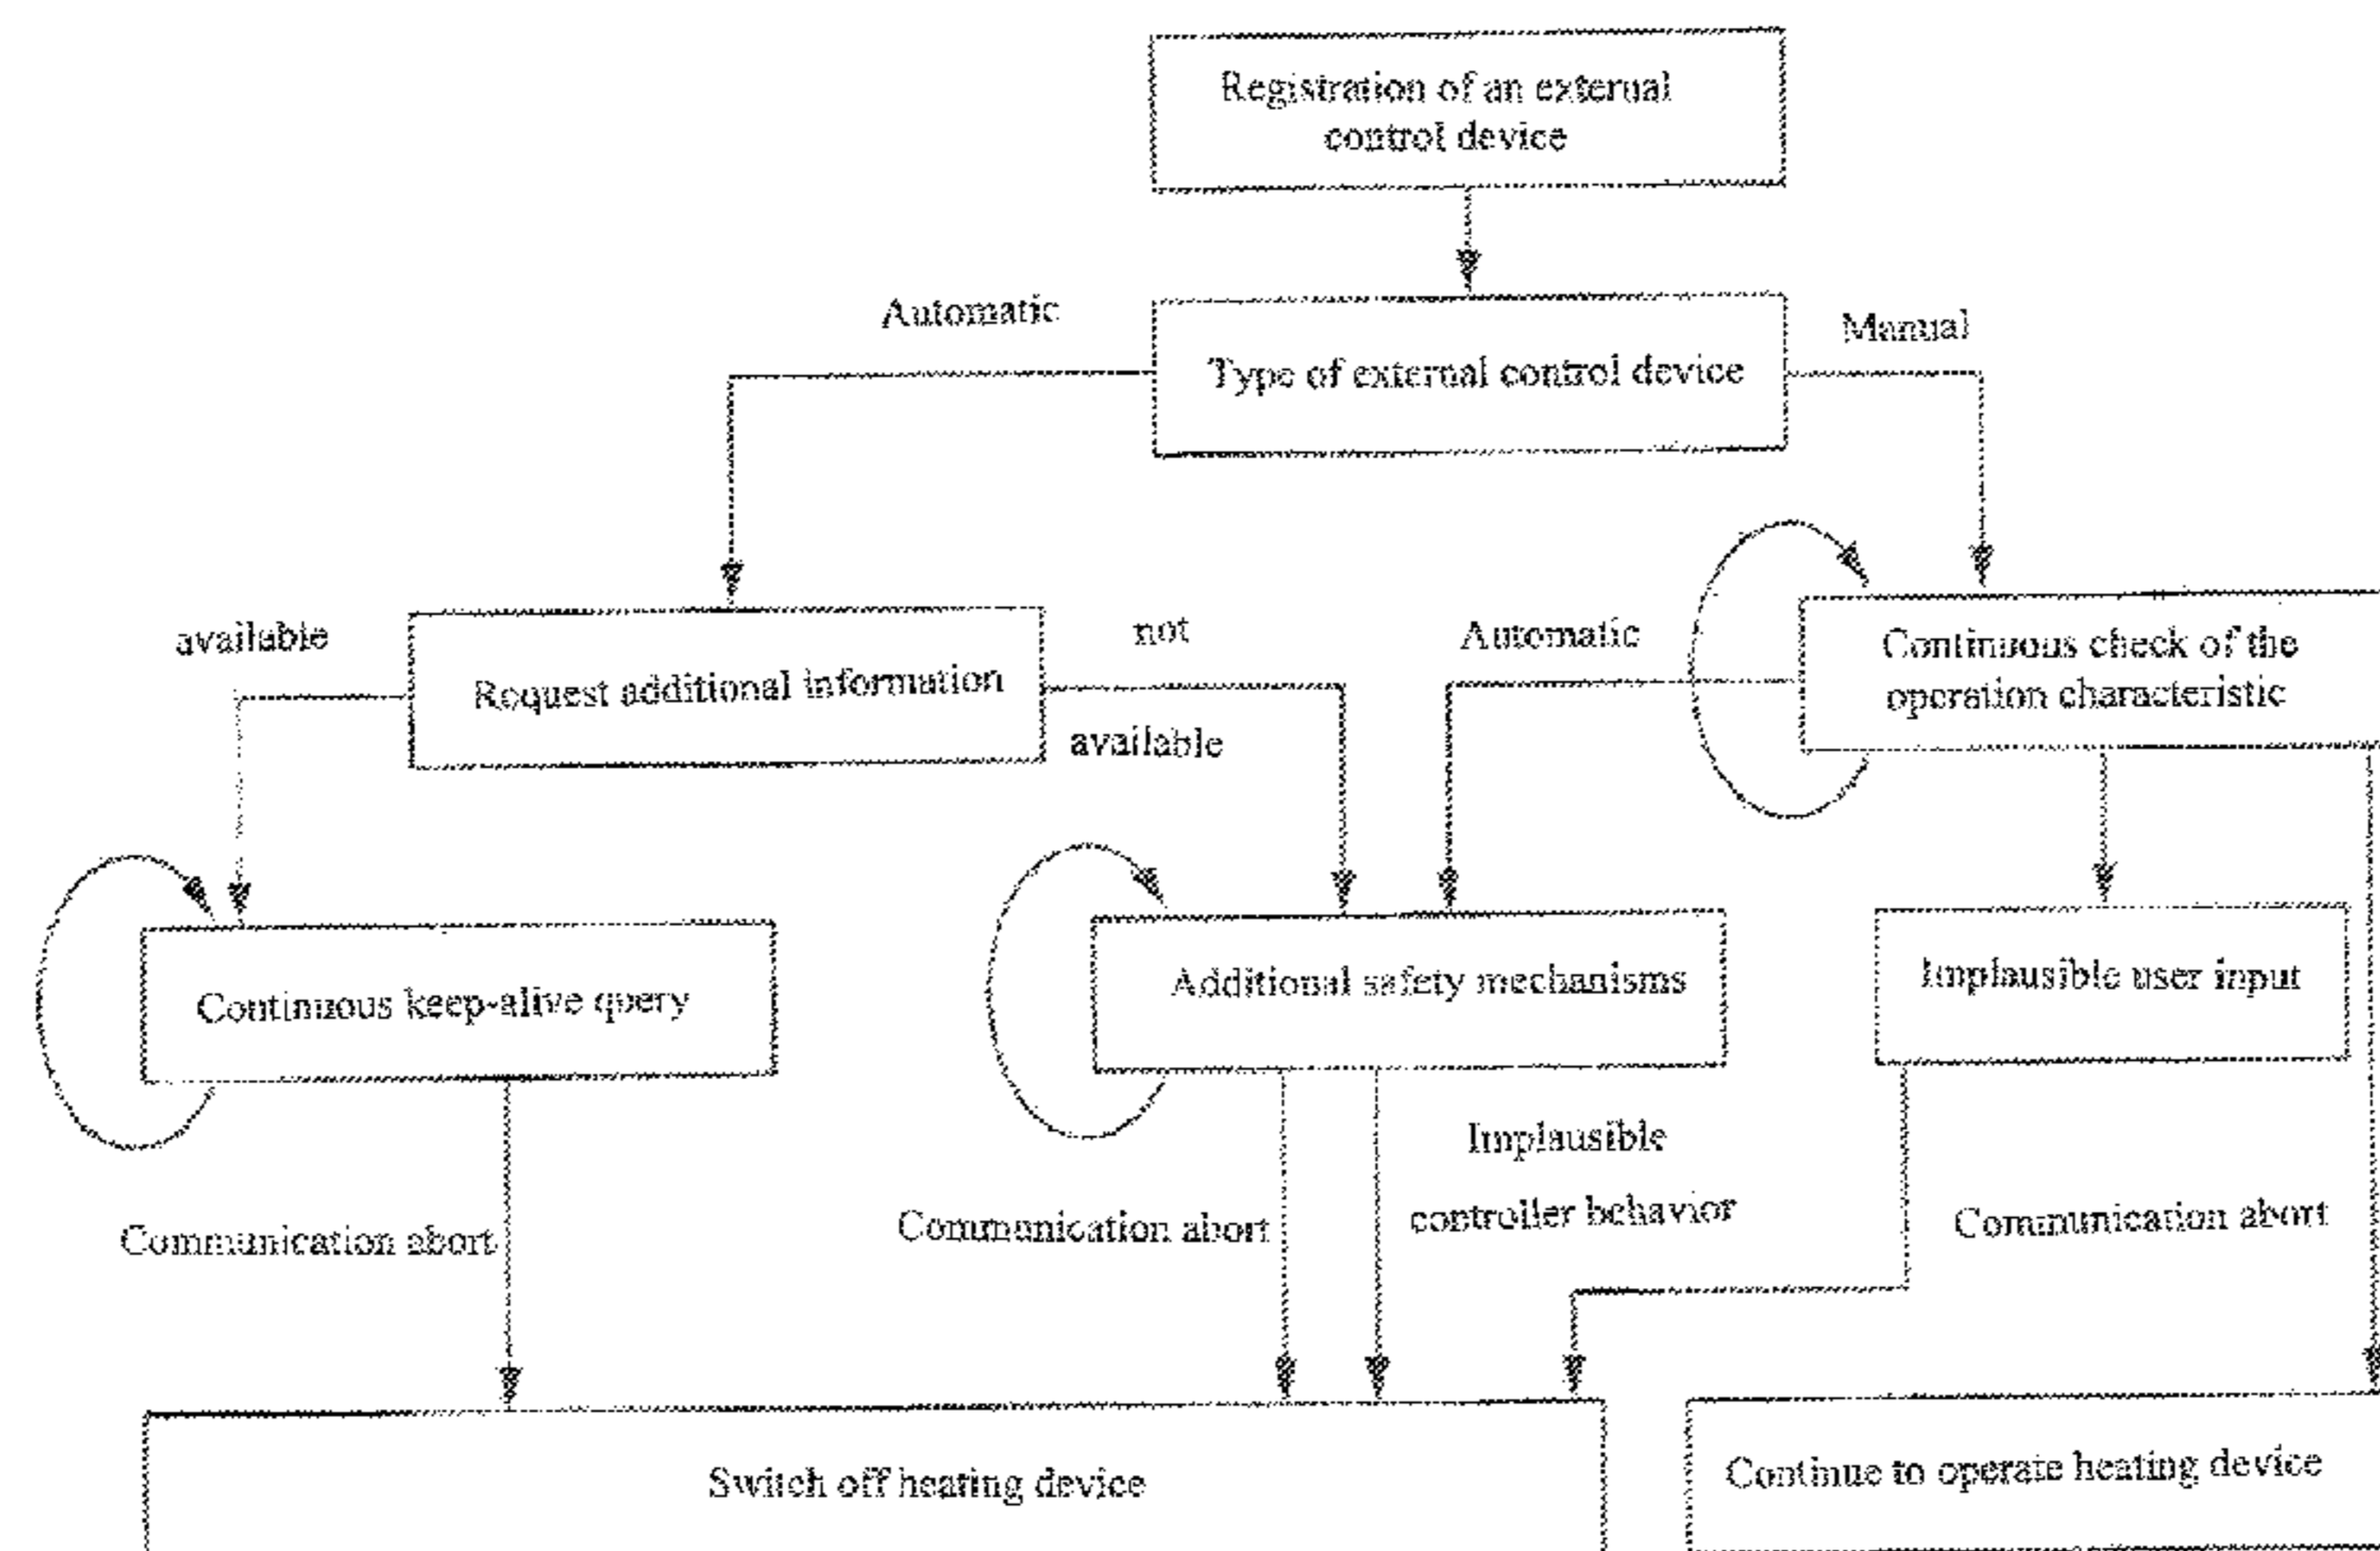 Registration of an external
control device
Automatic
Manual
Type of external control device
available
not
Automatic
Continuous check of the
operation characteristic
Request additional information
available
Continuous keep-alive query
Additional safety mechanisms
Implausible user input
Implausible
controller behavior
Communication abort
Communication abort
Communication abort
Switch off heating device
Continue to operate heating device